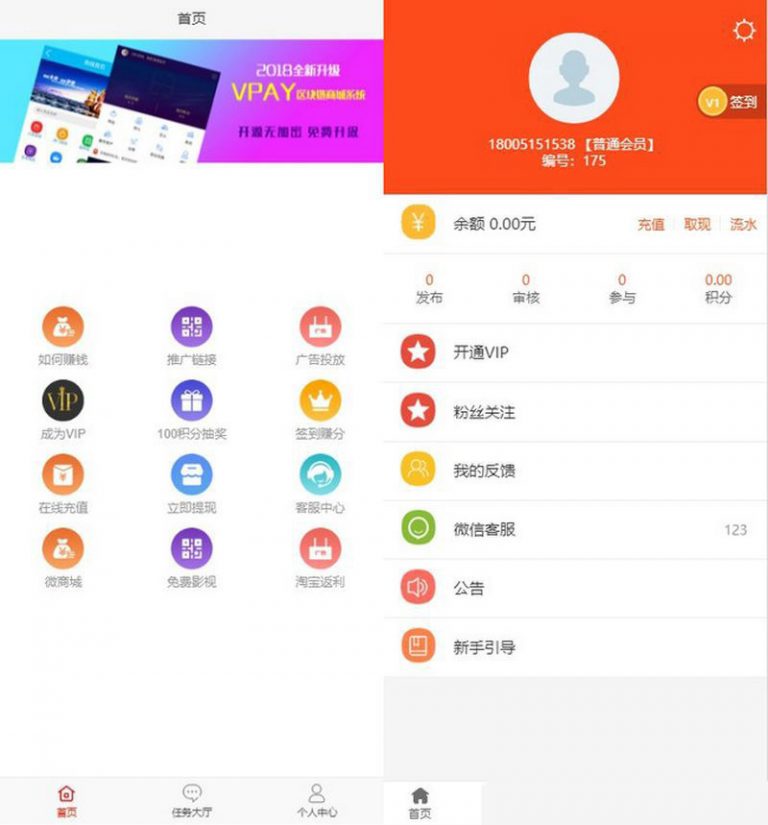 首页
2018全新升级
VPAY区块链商城系统
开源无加密 免费升级
如何赚钱
推广链接
广告投放
VIP
成为VIP
100积分抽奖
签到赚分
在线充值
立即提现
客服中心
微商城
免费影视
淘宝返利
首页
任务大厅
个人中心
V1 签到
18005151538 【普通会员】
编号: 175
余额 0.00元 充值 取现 流水
0 0 0 0.00
发布 审核 参与 积分
开通VIP
粉丝关注
我的反馈
微信客服 123
公告
新手引导
首页